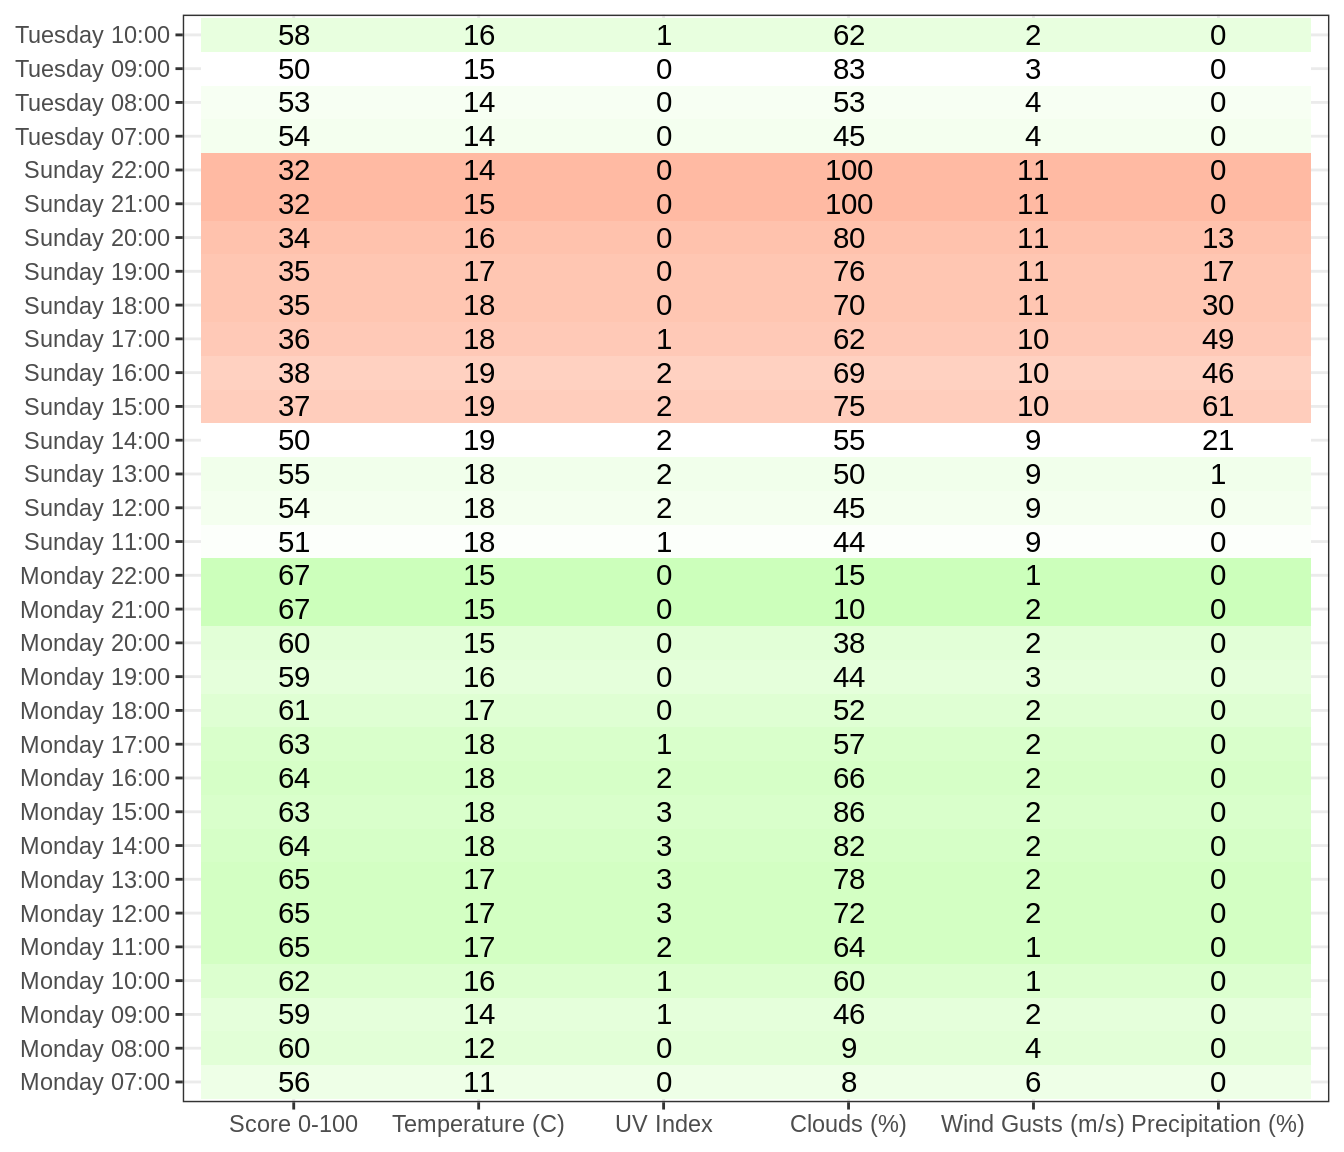 Tuesday 10:00 58 16 1 62 2 0
Tuesday 09:00 50 15 0 83 3 0
Tuesday 08:00 53 14 0 53 4 0
Tuesday 07:00 54 14 0 45 4 0
Sunday 22:00 32 14 0 100 11 0
Sunday 21:00 32 15 0 100 11 0
Sunday 20:00 34 16 0 80 11 13
Sunday 19:00 35 17 0 76 11 17
Sunday 18:00 35 18 0 70 11 30
Sunday 17:00 36 18 1 62 10 49
Sunday 16:00 38 19 2 69 10 46
Sunday 15:00 37 19 2 75 10 61
Sunday 14:00 50 19 2 55 9 21
Sunday 13:00 55 18 2 50 9 1
Sunday 12:00 54 18 2 45 9 0
Sunday 11:00 51 18 1 44 9 0
Monday 22:00 67 15 0 15 1 0
Monday 21:00 67 15 0 10 2 0
Monday 20:00 60 15 0 38 2 0
Monday 19:00 59 16 0 44 3 0
Monday 18:00 61 17 0 52 2 0
Monday 17:00 63 18 1 57 2 0
Monday 16:00 64 18 2 66 2 0
Monday 15:00 63 18 3 86 2 0
Monday 14:00 64 18 3 82 2 0
Monday 13:00 65 17 3 78 2 0
Monday 12:00 65 17 3 72 2 0
Monday 11:00 65 17 2 64 1 0
Monday 10:00 62 16 1 60 1 0
Monday 09:00 59 14 1 46 2 0
Monday 08:00 60 12 0 9 4 0
Monday 07:00 56 11 0 8 6 0
Score 0-100 Temperature (C) UV Index Clouds (%) Wind Gusts (m/s) Precipitation (%)